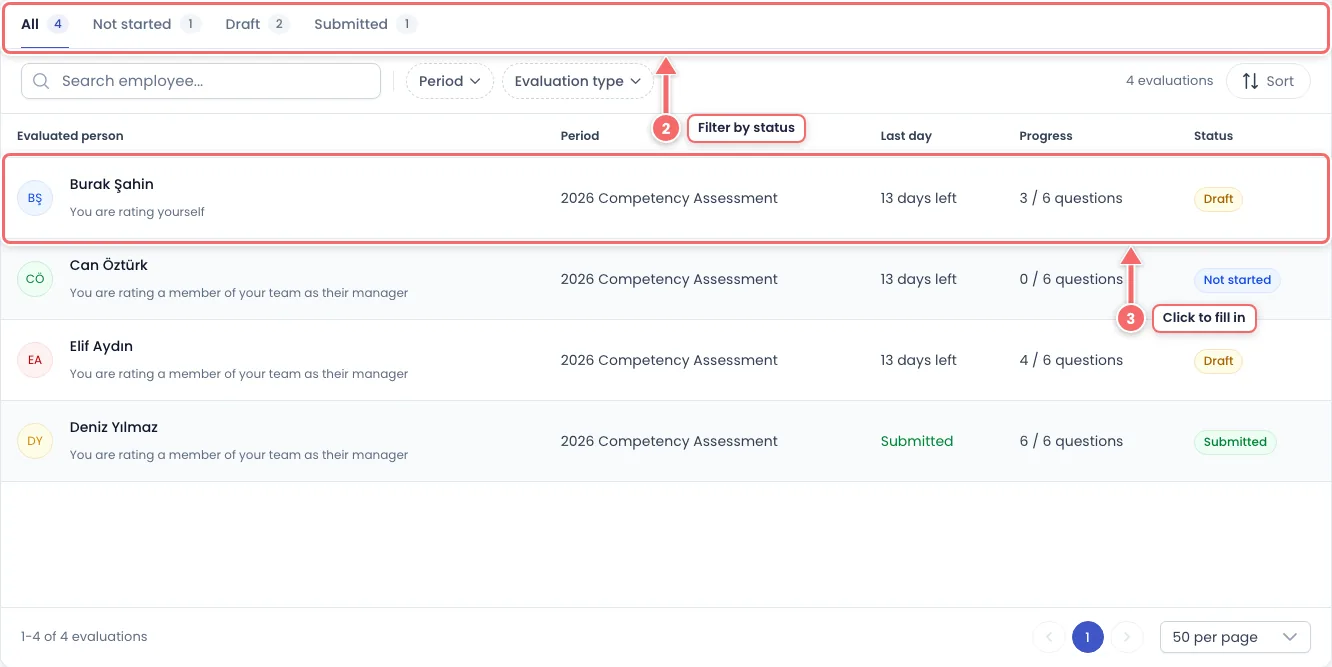 All 4 Not started 1 Draft 2 Submitted 1
Search employee... Period Evaluation type 4 evaluations Sort
2 Filter by status
Evaluated person Period Last day Progress Status
Burak Şahin
BŞ 2026 Competency Assessment 13 days left 3 / 6 questions Draft
You are rating yourself
Can Öztürk
CÖ 2026 Competency Assessment 13 days left 0 / 6 questions Not started
You are rating a member of your team as their manager
3 Click to fill in
Elif Aydın
EA 2026 Competency Assessment 13 days left 4 / 6 questions Draft
You are rating a member of your team as their manager
Deniz Yılmaz
DY 2026 Competency Assessment Submitted 6 / 6 questions Submitted
You are rating a member of your team as their manager
1-4 of 4 evaluations 1 50 per page